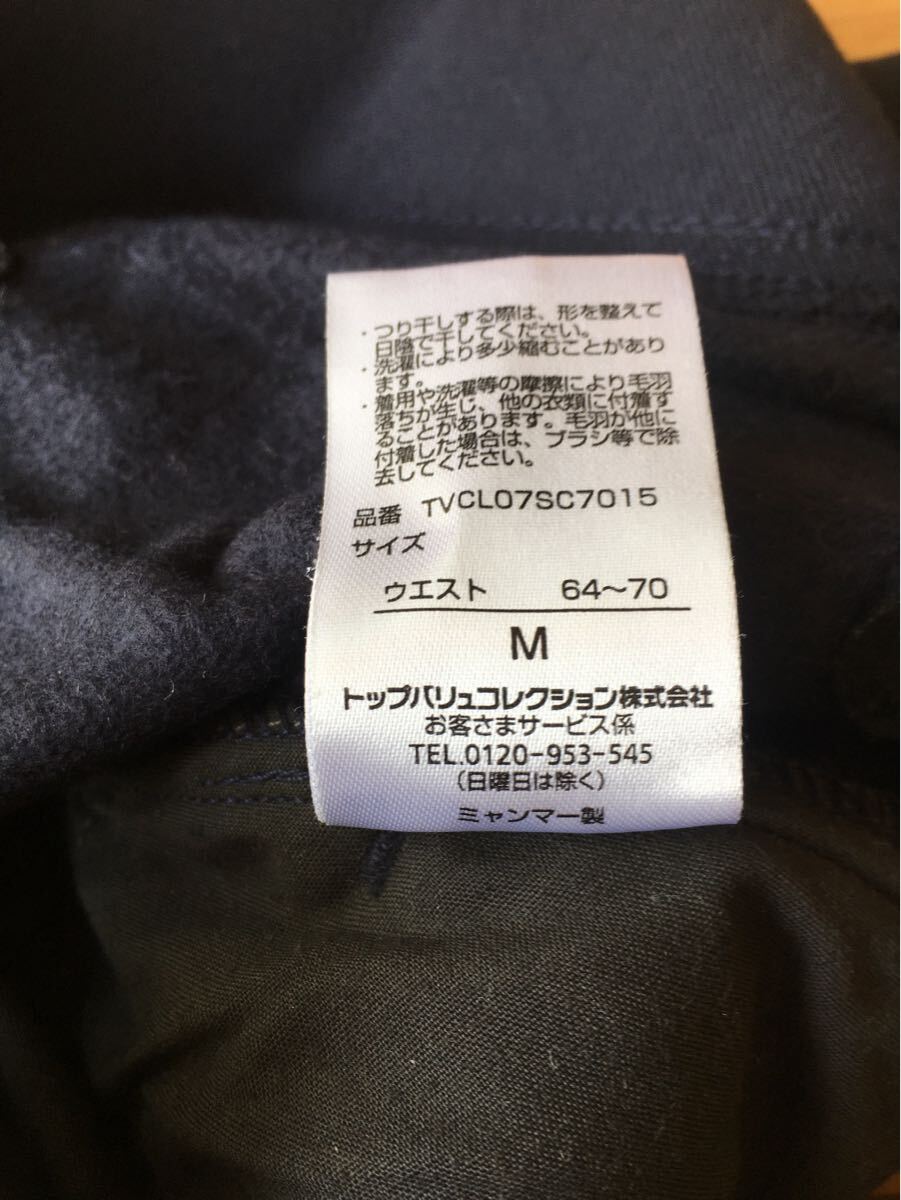 ・つり干しする際は、形を整えて
日陰で干してください。
・洗濯により多少縮むことがあり
ます。
・着用や洗濯等の摩擦により毛羽
落ちが生じ、他の衣類に付着す
ることがあります。毛羽が他に
付着した場合は、ブラシ等で除
去してください。
品番 TVCL07SC7015
サイズ
ウエスト 64〜70
M
トップバリュコレクション株式会社
お客さまサービス係
TEL.0120-953-545
(日曜日は除く)
ミャンマー製